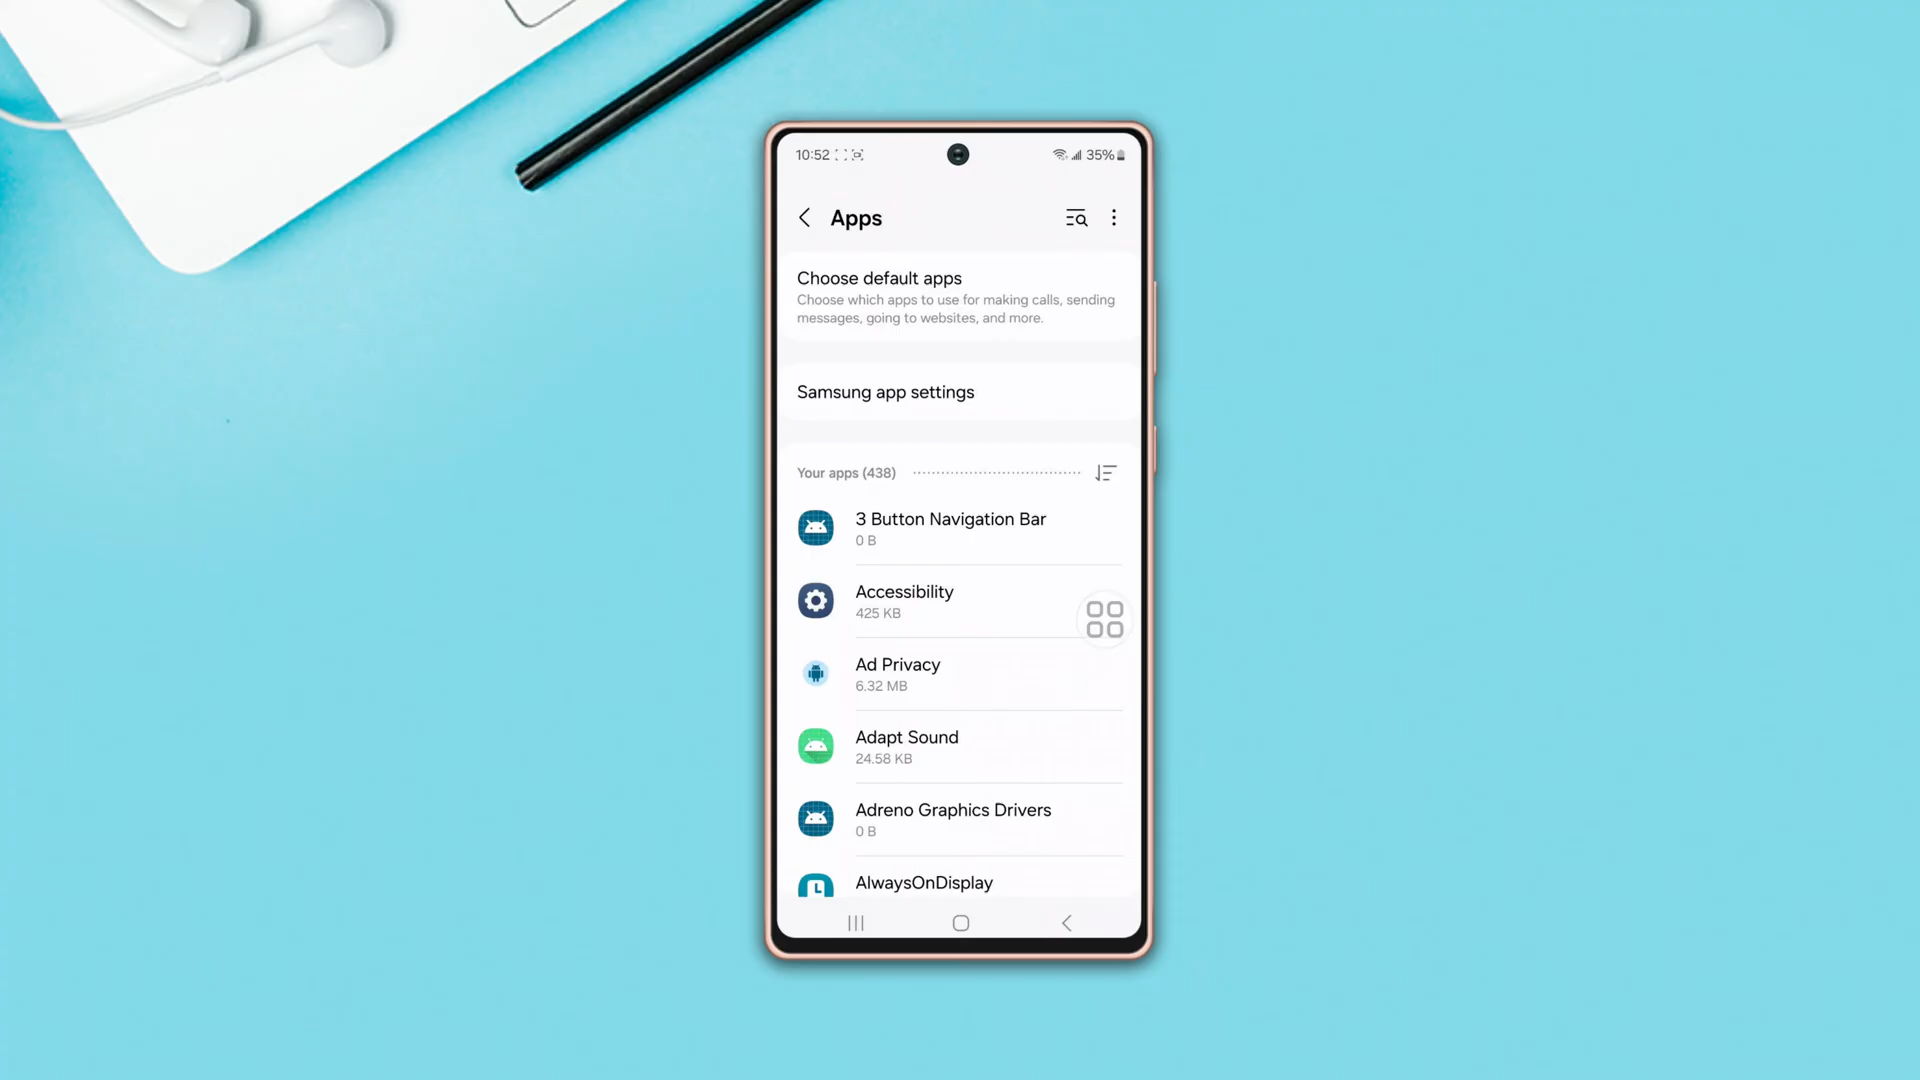 10:52
35%
Apps
Choose default apps
Choose which apps to use for making calls, sending
messages, going to websites, and more.
Samsung app settings
Your apps (438)
3 Button Navigation Bar
0 B
Accessibility
425 KB
Ad Privacy
6.32 MB
Adapt Sound
24.58 KB
Adreno Graphics Drivers
0 B
AlwaysOnDisplay